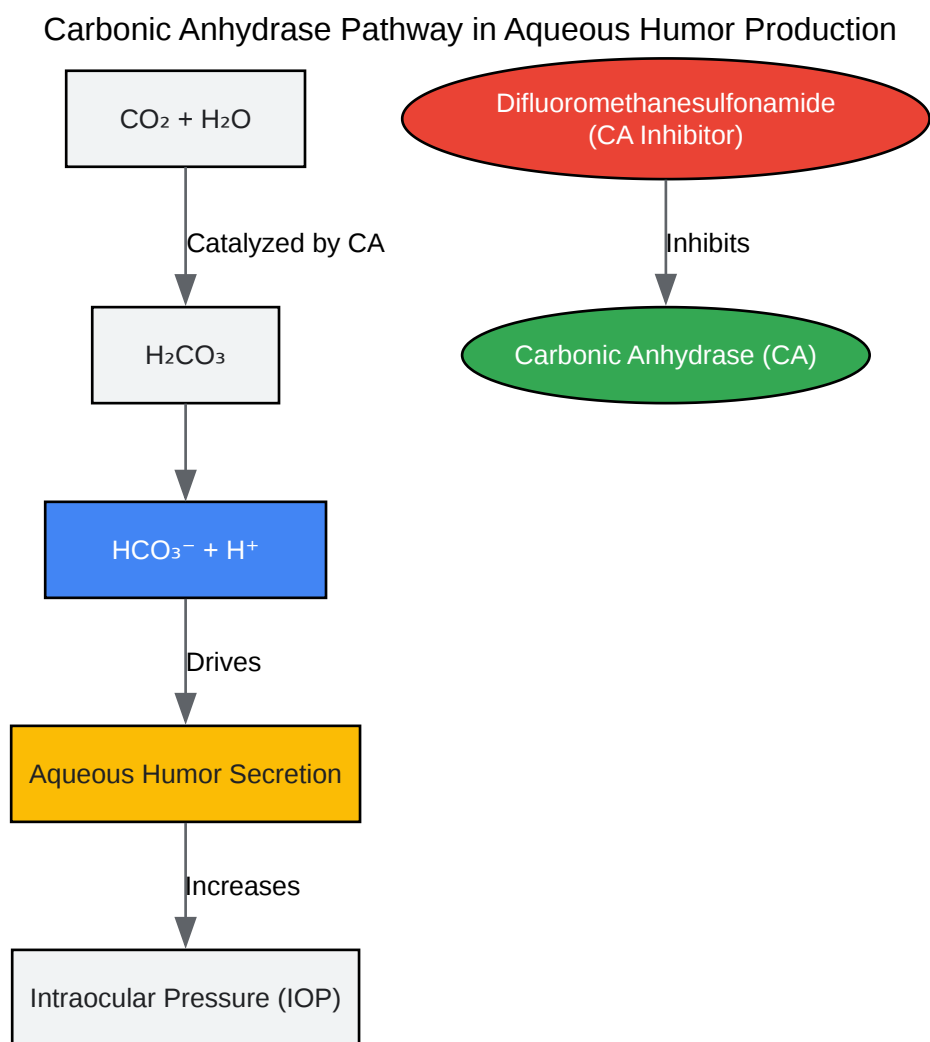 Carbonic Anhydrase Pathway in Aqueous Humor Production
CO₂ + H₂O
Catalyzed by CA
H₂CO₃
HCO₃⁻ + H⁺
Drives
Aqueous Humor Secretion
Increases
Intraocular Pressure (IOP)
Difluoromethanesulfonamide
(CA Inhibitor)
Inhibits
Carbonic Anhydrase (CA)